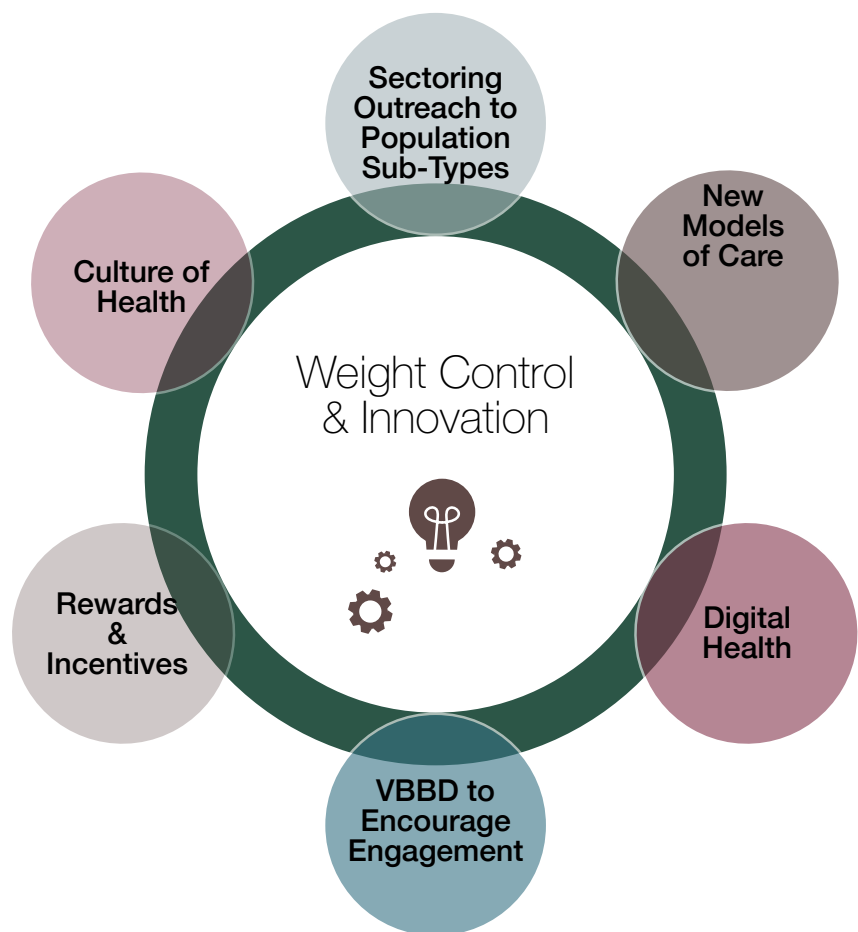 Sectoring
Outreach to
Population
Sub-Types
New
Models
of Care
Culture of
Health
Weight Control
& Innovation
Rewards
&
Incentives
Digital
Health
VBBD to
Encourage
Engagement